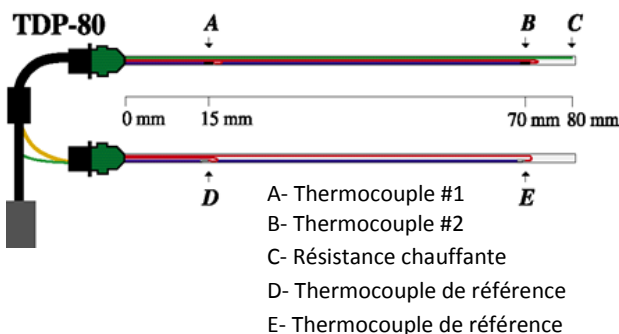 TDP-80
A B C
0 mm 15 mm 70 mm 80 mm
D E
A- Thermocouple #1
B- Thermocouple #2
C- Résistance chauffante
D- Thermocouple de référence
E- Thermocouple de référence